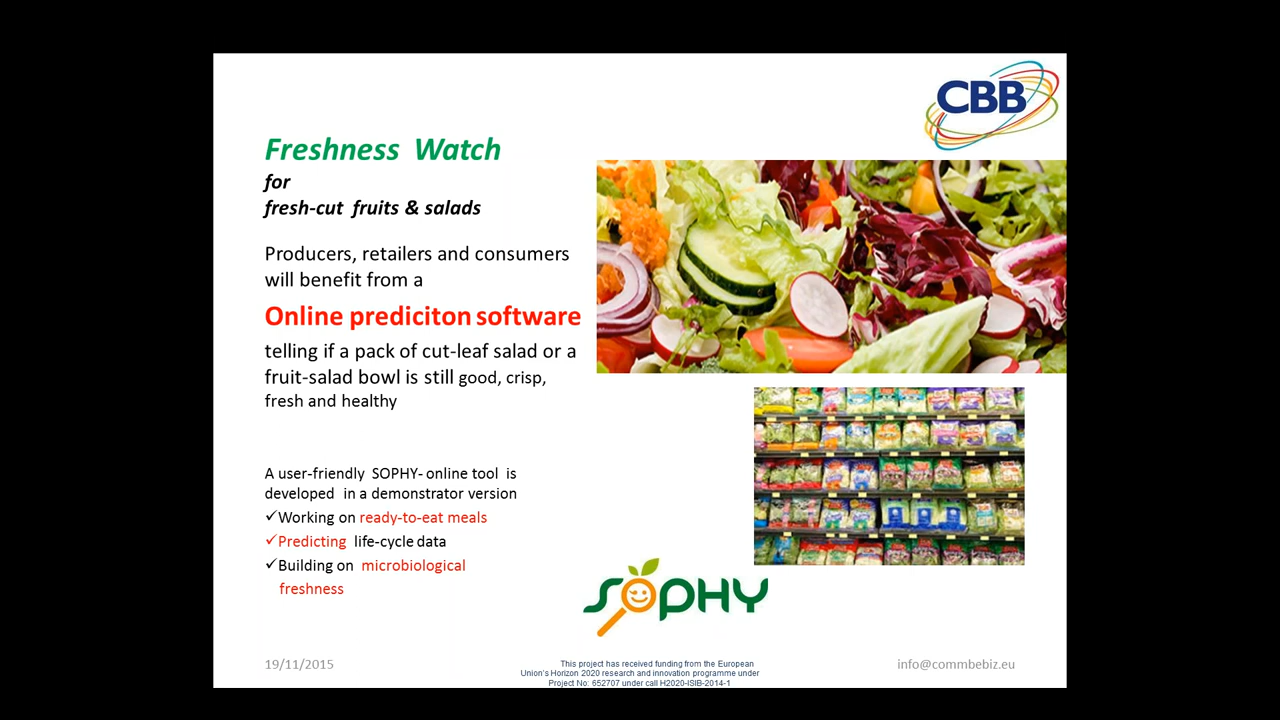 CBB
Freshness Watch
for
fresh-cut fruits & salads
Producers, retailers and consumers
will benefit from a
Online prediciton software
telling if a pack of cut-leaf salad or a
fruit-salad bowl is still good, crisp,
fresh and healthy
A user-friendly SOPHY- online tool is
developed in a demonstrator version
✓Working on ready-to-eat meals
✓Predicting life-cycle data
✓Building on microbiological
freshness
SOPHY
19/11/2015
This project has received funding from the European
Union's Horizon 2020 research and innovation programme under
Project No: 652707 under call H2020-ISIB-2014-1
info@commbebiz.eu